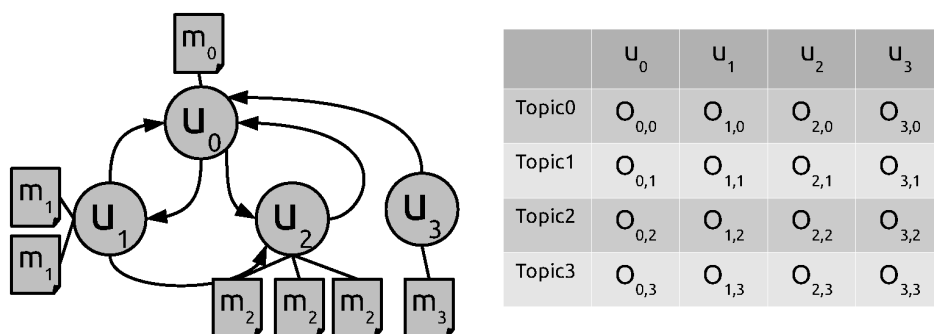 m0
u0
m1
u1
u2
u3
m1
m2 m2 m2 m3
u0 u1 u2 u3
Topic0 O0,0 O1,0 O2,0 O3,0
Topic1 O0,1 O1,1 O2,1 O3,1
Topic2 O0,2 O1,2 O2,2 O3,2
Topic3 O0,3 O1,3 O2,3 O3,3